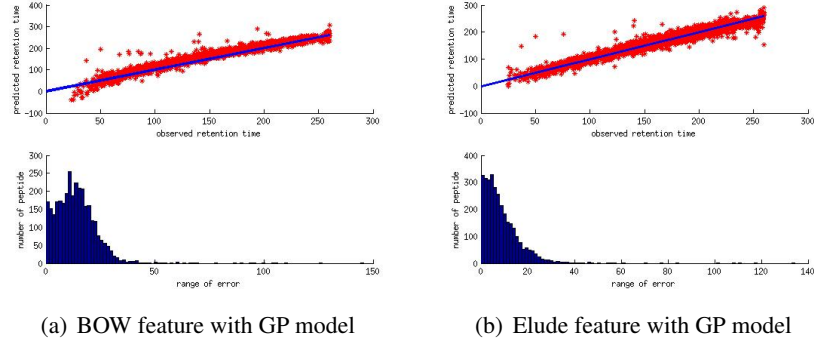 400
300
200
100
0
-100
predicted retention time
0 50 100 150 200 250 300
observed retention time
300
250
200
150
100
50
0
number of peptide
0 50 100 150
range of error
(a) BOW feature with GP model
300
200
100
0
-100
predicted retention time
0 50 100 150 200 250 300
observed retention time
400
300
200
100
0
number of peptide
0 20 40 60 80 100 120 140
range of error
(b) Elude feature with GP model